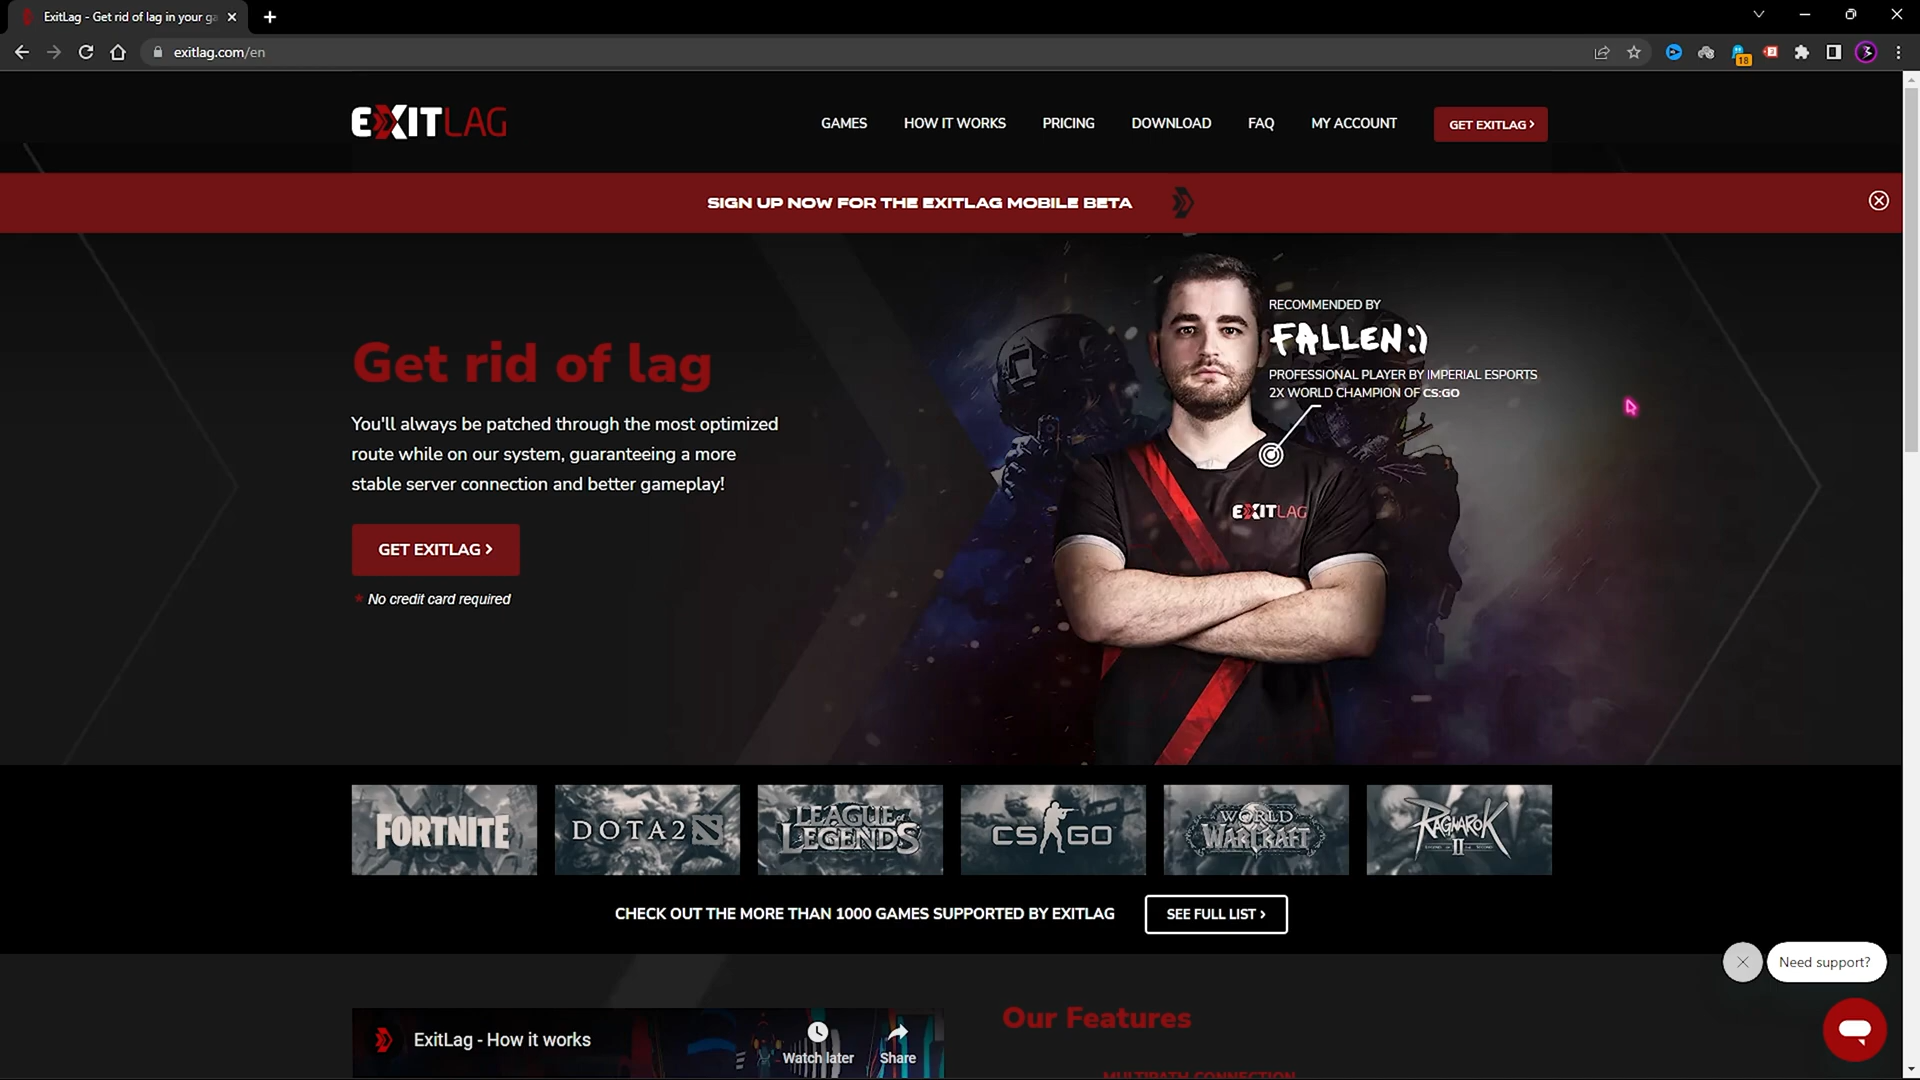 ExitLag - Get rid of lag in your ga
exitlag.com/en
18
EXITLAG
GAMES
HOW IT WORKS
PRICING
DOWNLOAD
FAQ
MY ACCOUNT
GET EXITLAG
SIGN UP NOW FOR THE EXITLAG MOBILE BETA
RECOMMENDED BY
FALLEN:)
PROFESSIONAL PLAYER BY IMPERIAL ESPORTS
2X WORLD CHAMPION OF CS:GO
Get rid of lag
You'll always be patched through the most optimized
route while on our system, guaranteeing a more
stable server connection and better gameplay!
EXITLAG
GET EXITLAG
* No credit card required
FORTNITE
DOTA 2
LEAGUE of LEGENDS
CS GO
WORLD WARCRAFT
RAGNAROK II
CHECK OUT THE MORE THAN 1000 GAMES SUPPORTED BY EXITLAG
SEE FULL LIST
Need support?
Our Features
ExitLag - How it works
Watch later
Share
MULTIPATH CONNECTION